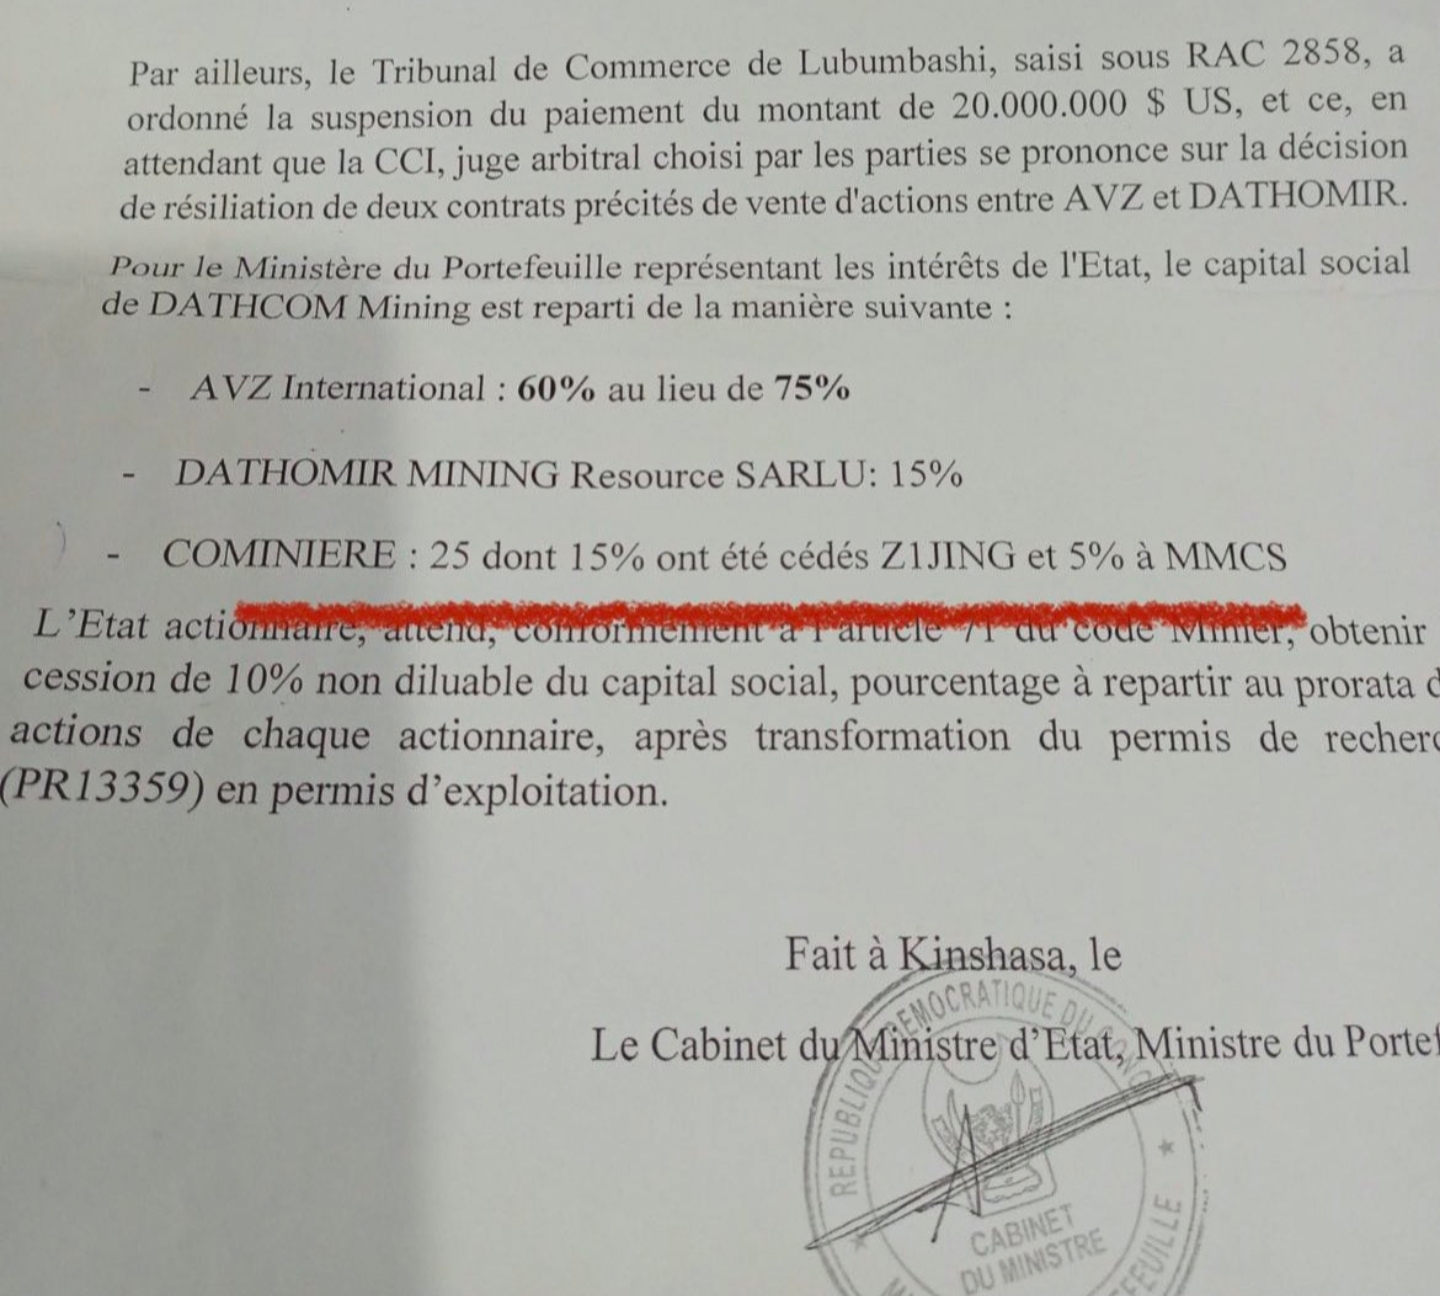 Par ailleurs, le Tribunal de Commerce de Lubumbashi, saisi sous RAC 2858, a
ordonné la suspension du paiement du montant de 20.000.000 $ US, et ce, en
attendant que la CCI, juge arbitral choisi par les parties se prononce sur la décision
de résiliation de deux contrats précités de vente d'actions entre AVZ et DATHOMIR.
Pour le Ministère du Portefeuille représentant les intérêts de l'Etat, le capital social
de DATHCOM Mining est reparti de la manière suivante :
- AVZ International : 60% au lieu de 75%
- DATHOMIR MINING Resource SARLU: 15%
- COMINIERE : 25 dont 15% ont été cédés Z1JING et 5% à MMCS
L’Etat actionnaire, attend, conformément à l’article 71 du code Minier, obtenir
cession de 10% non diluable du capital social, pourcentage à repartir au prorata d
actions de chaque actionnaire, après transformation du permis de recherc
(PR13359) en permis d’exploitation.
Fait à Kinshasa, le
Le Cabinet du Ministre d’Etat, Ministre du Portef
REPUBLIQUE DEMOCRATIQUE DU CONGO
CABINET
DU MINISTRE